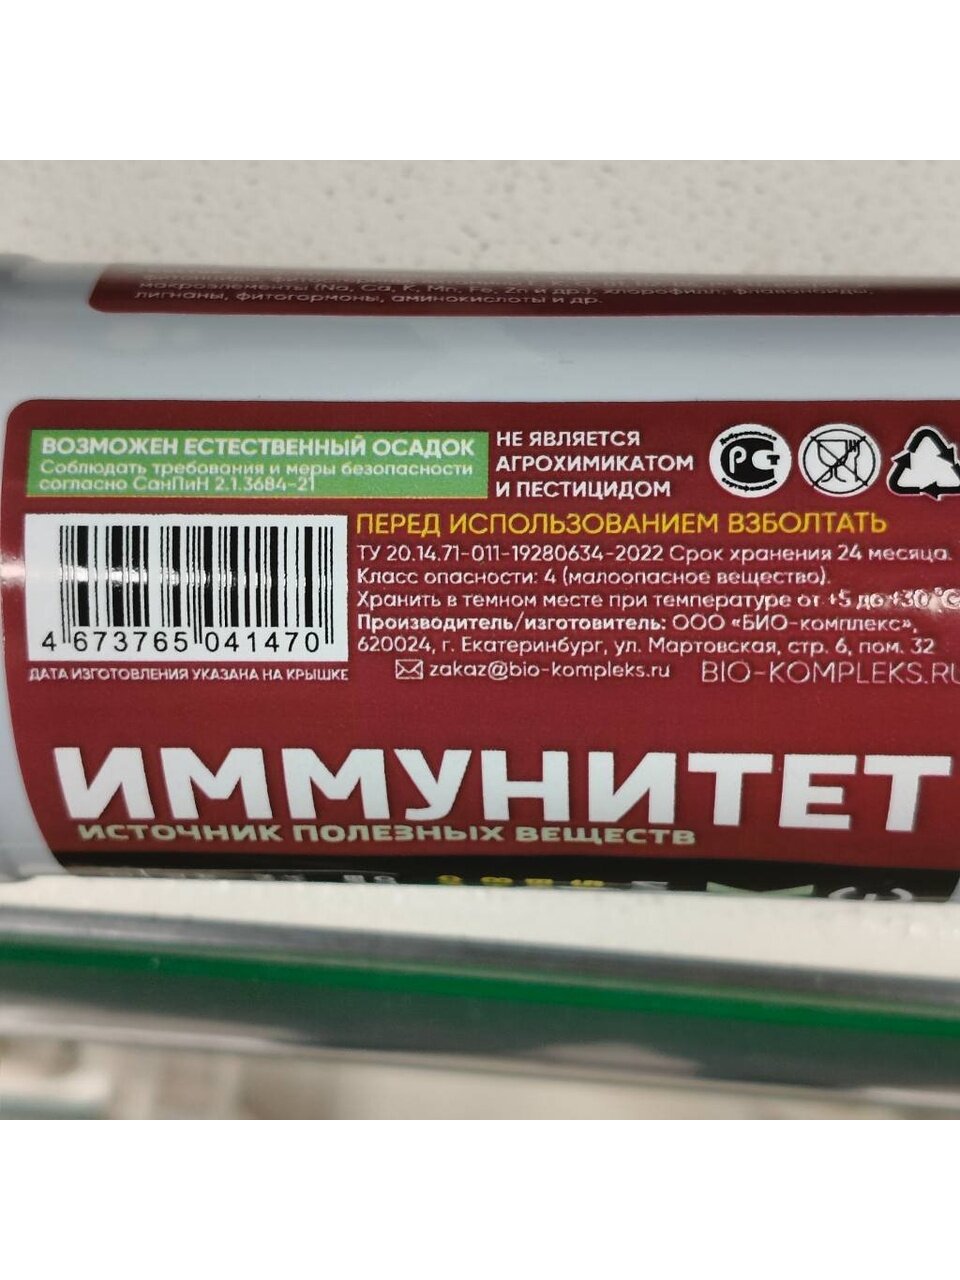 макроэлементы (Na, Ca, K, Mn, Fe, Zn и др.), хлорофилл, флавоноиды,
лигнаны, фитогормоны, аминокислоты и др.
ВОЗМОЖЕН ЕСТЕСТВЕННЫЙ ОСАДОК
Соблюдать требования и меры безопасности
согласно СанПиН 2.1.3684-21
НЕ ЯВЛЯЕТСЯ
АГРОХИМИКАТОМ
И ПЕСТИЦИДОМ
ПЕРЕД ИСПОЛЬЗОВАНИЕМ ВЗБОЛТАТЬ
ТУ 20.14.71-011-19280634-2022 Срок хранения 24 месяца.
Класс опасности: 4 (малоопасное вещество).
Хранить в темном месте при температуре от +5 до +30 °С
Производитель/изготовитель: ООО «БИО-комплекс»,
620024, г. Екатеринбург, ул. Мартовская, стр. 6, пом. 32
zakaz@bio-kompleks.ru BIO-KOMPLEKS.RU
4 673765 041470
ДАТА ИЗГОТОВЛЕНИЯ УКАЗАНА НА КРЫШКЕ
ИММУНИТЕТ
ИСТОЧНИК ПОЛЕЗНЫХ ВЕЩЕСТВ